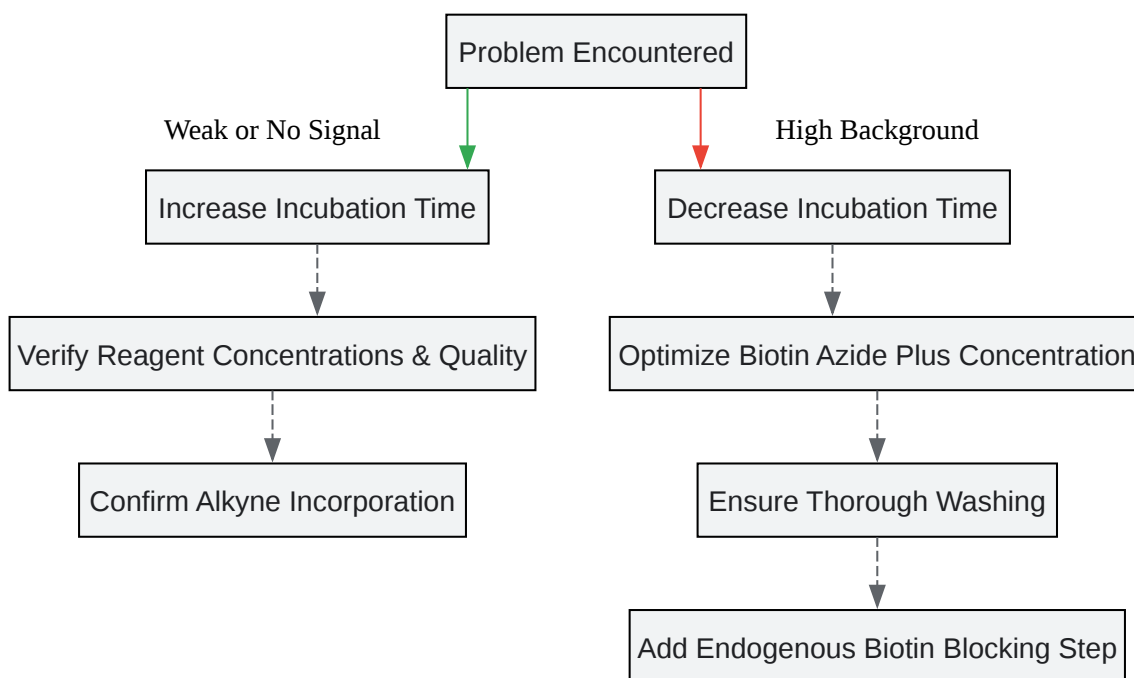 Problem Encountered
Weak or No Signal
High Background
Increase Incubation Time
Decrease Incubation Time
Verify Reagent Concentrations & Quality
Optimize Biotin Azide Plus Concentration
Confirm Alkyne Incorporation
Ensure Thorough Washing
Add Endogenous Biotin Blocking Step